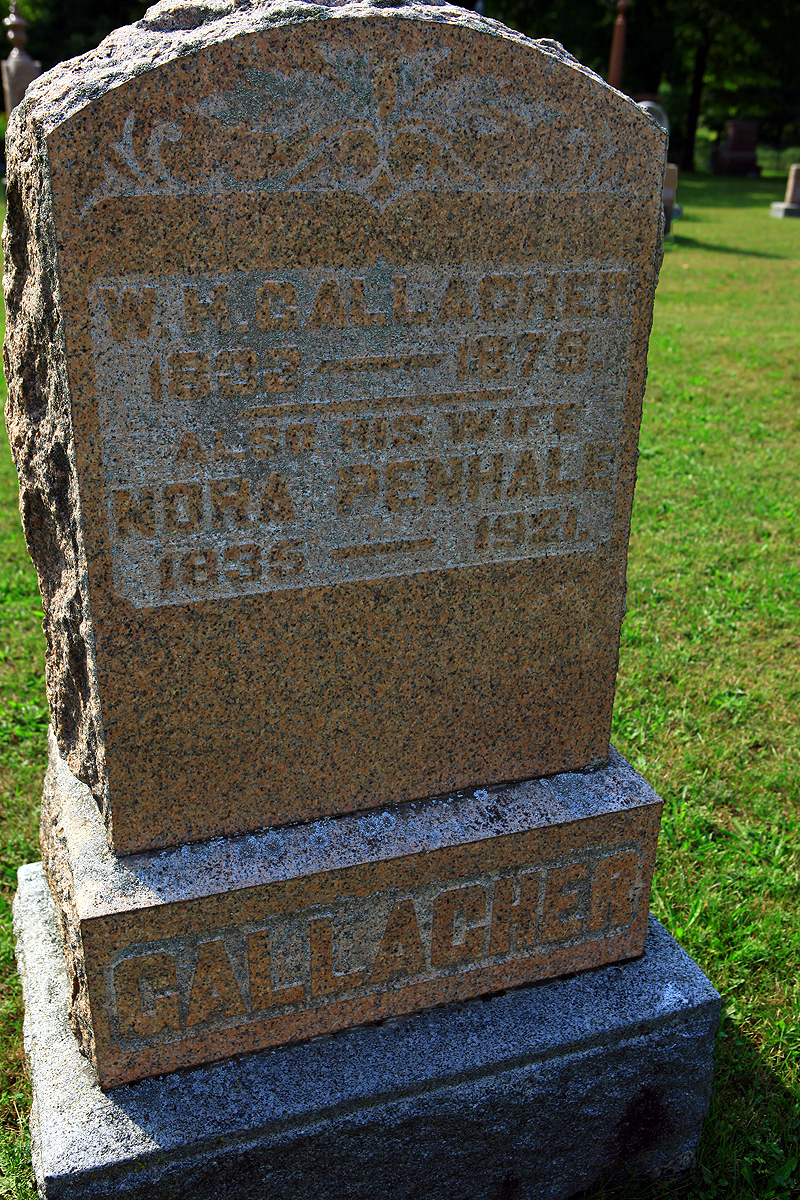 W. H. GALLAGHER
1832 — 1879.
ALSO HIS WIFE
NORA PENHALE
1835 — 1921.
GALLAGHER